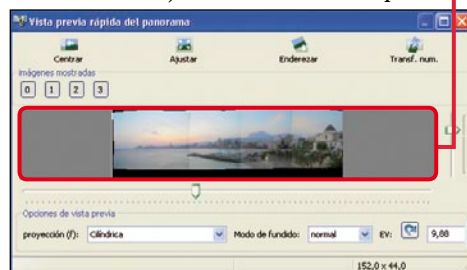 Vista previa rápida del panorama
Centrar Ajustar Enderezar Transf. num.
Imágenes mostradas
0 1 2 3
Opciones de vista previa
proyección (f): Cilíndrica Modo de fundido: normal EV: 9,88
152,0 x 44,0